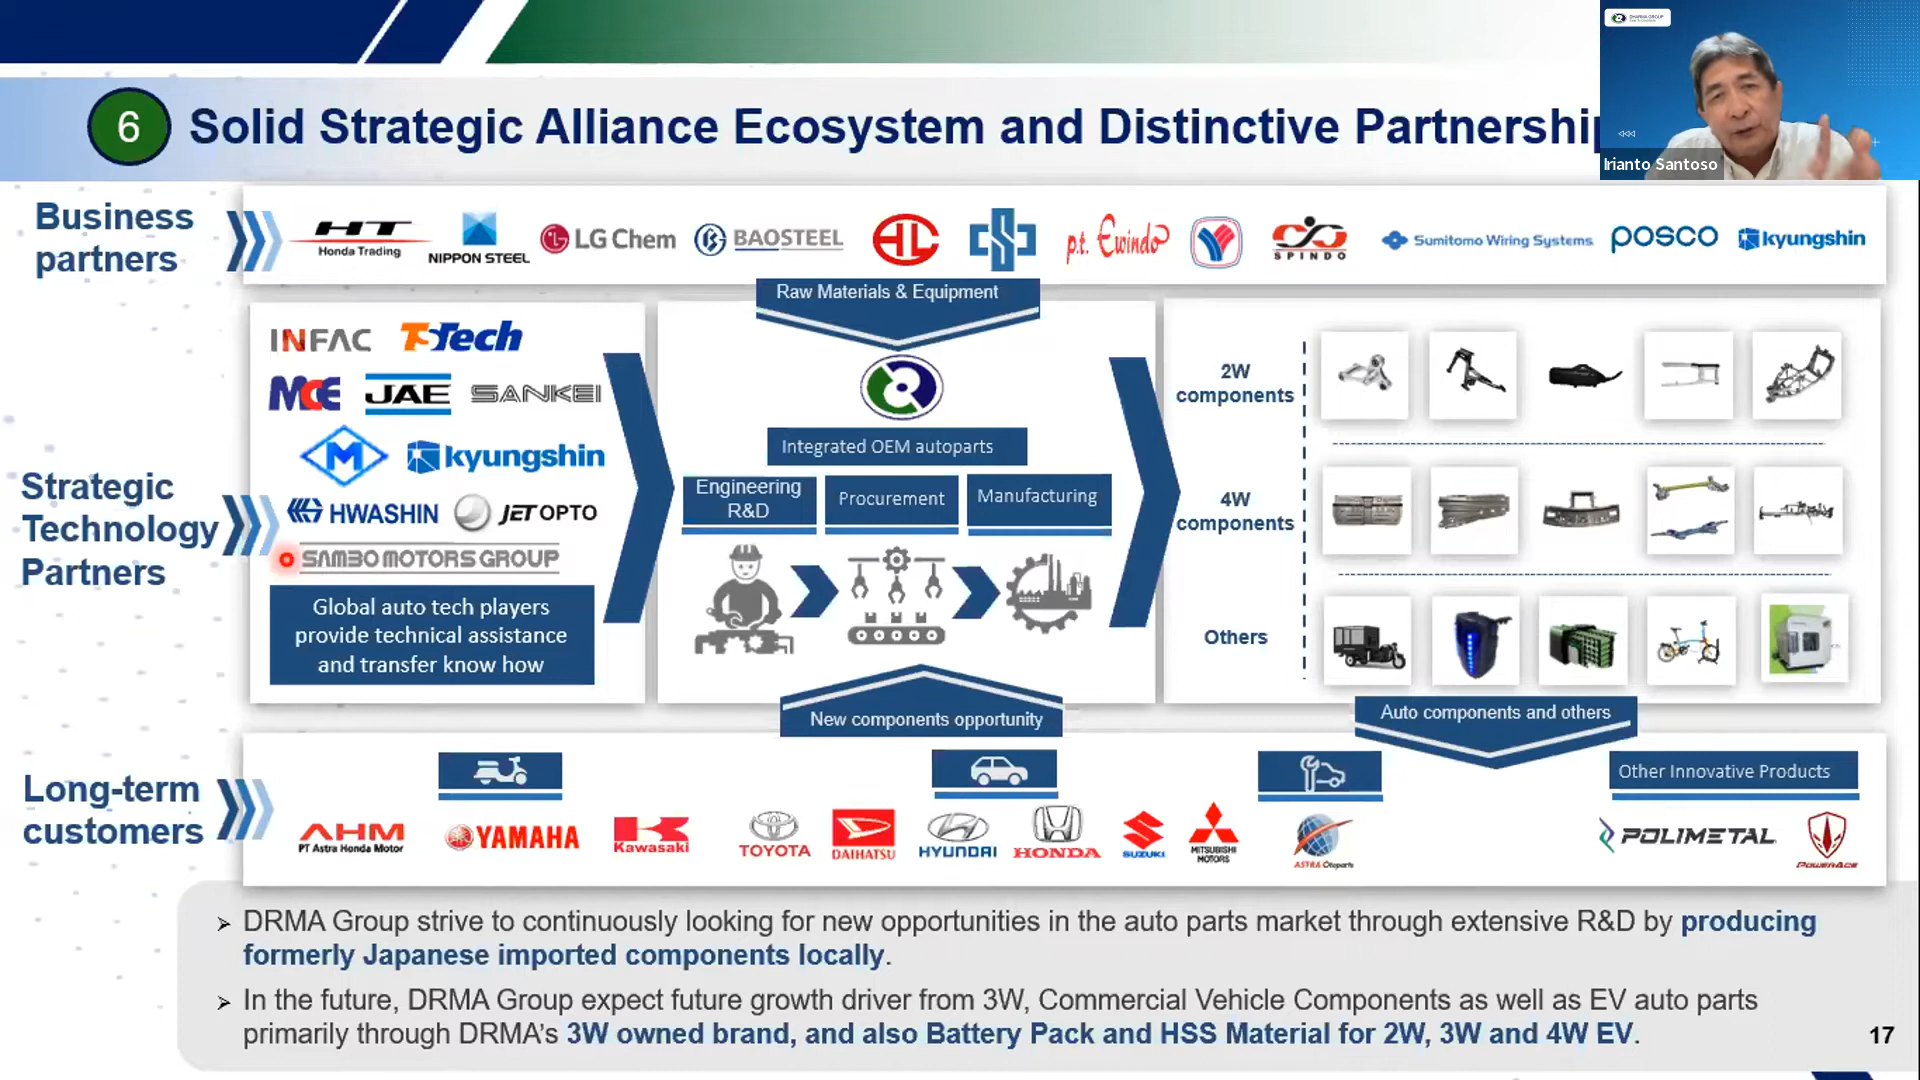 6 Solid Strategic Alliance Ecosystem and Distinctive Partnership
DHARMA GROUP
Irianto Santoso
Business
partners
HT
Honda Trading
NIPPON STEEL
LG Chem
BAOSTEEL
p.t. Ewindo
SPINDO
Sumitomo Wiring Systems
POSCO
kyungshin
Raw Materials & Equipment
Strategic
Technology
Partners
INFAC
TSTech
MCE
JAE
SANKEI
M
kyungshin
HWASHIN
JET OPTO
SAMBO MOTORS GROUP
Global auto tech players
provide technical assistance
and transfer know how
Integrated OEM autoparts
Engineering
R&D
Procurement
Manufacturing
New components opportunity
2W
components
4W
components
Others
Auto components and others
Long-term
customers
AHM
PT Astra Honda Motor
YAMAHA
Kawasaki
TOYOTA
DAIHATSU
HYUNDAI
HONDA
SUZUKI
MITSUBISHI
MOTORS
ASTRA Otoparts
Other Innovative Products
POLIMETAL
POWERACE
DRMA Group strive to continuously looking for new opportunities in the auto parts market through extensive R&D by producing
formerly Japanese imported components locally.
In the future, DRMA Group expect future growth driver from 3W, Commercial Vehicle Components as well as EV auto parts
primarily through DRMA's 3W owned brand, and also Battery Pack and HSS Material for 2W, 3W and 4W EV.
17